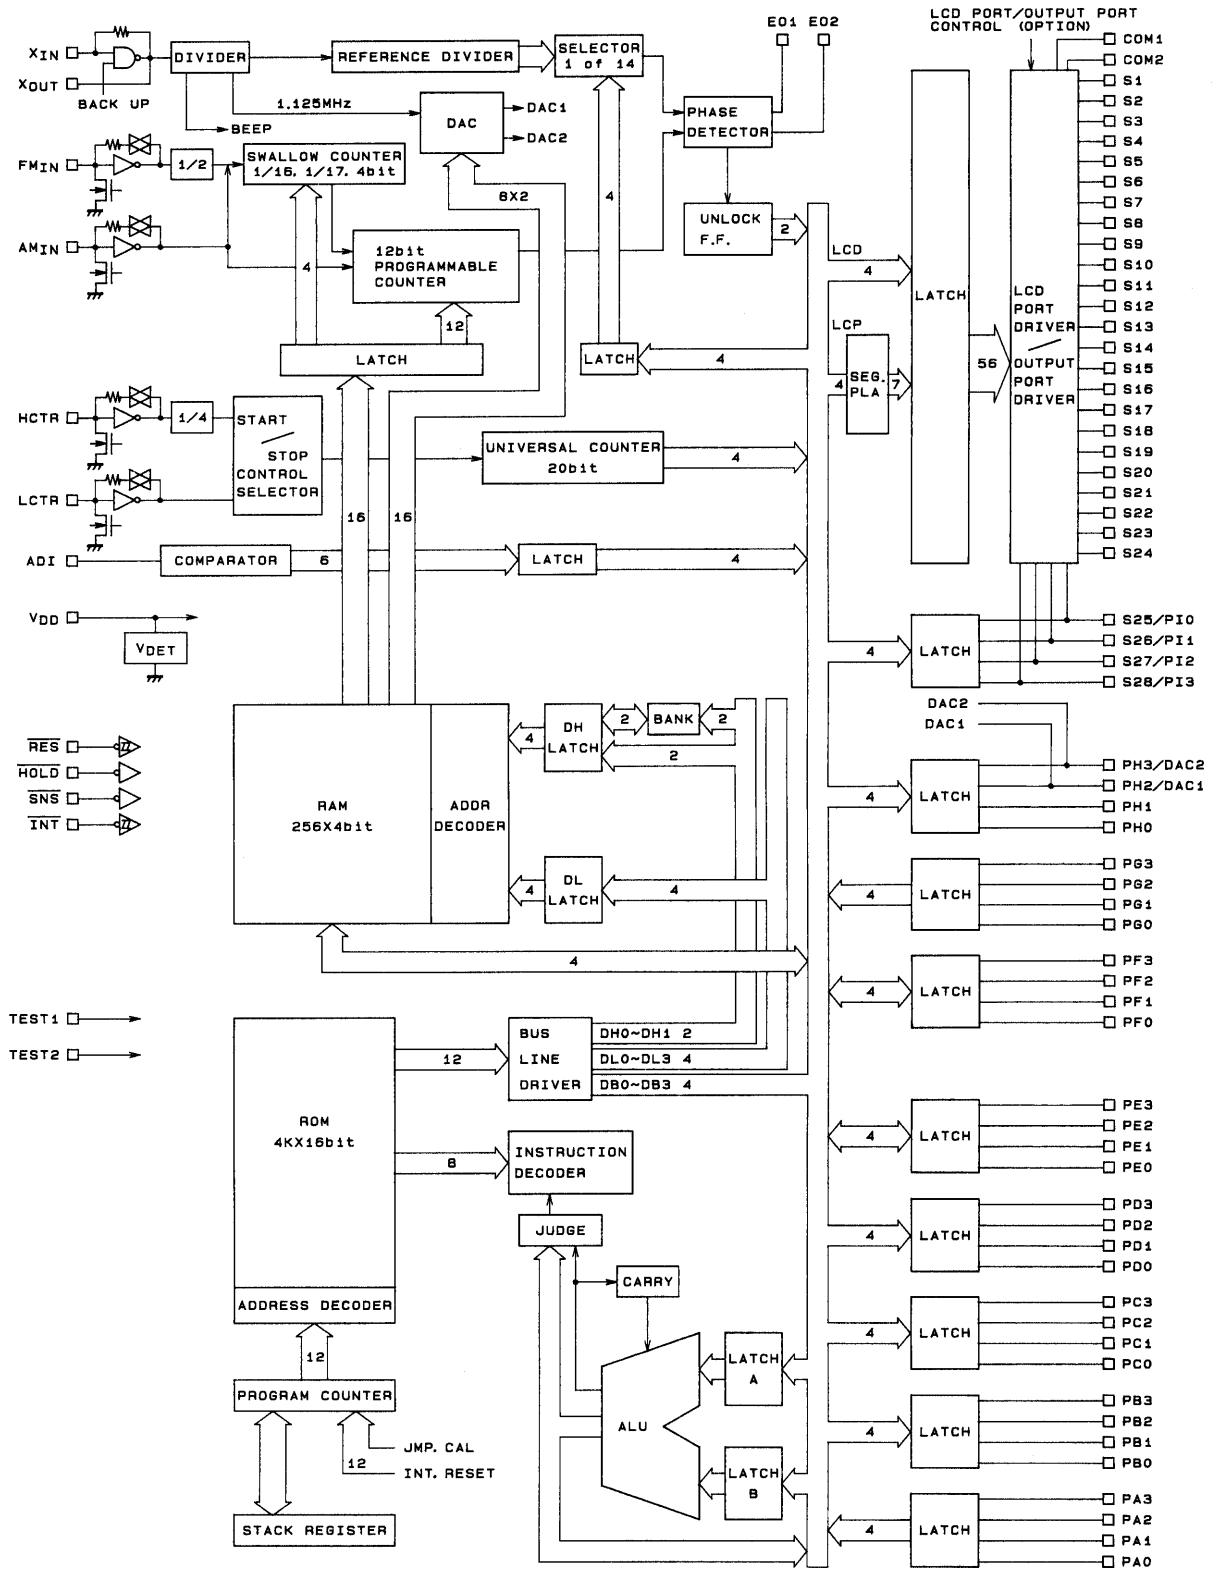 LCD PORT/OUTPUT PORT
CONTROL (OPTION)
EO1 EO2
COM1
COM2
XIN
XOUT
BACK UP
DIVIDER
REFERENCE DIVIDER
SELECTOR
1 of 14
1.125MHz
BEEP
DAC
DAC1
DAC2
PHASE
DETECTOR
FMIN
1/2
SWALLOW COUNTER
1/16. 1/17. 4bit
8X2
4
UNLOCK
F.F.
2
AMIN
12bit
PROGRAMMABLE
COUNTER
4
12
LATCH
LATCH
4
LCD
4
LCP
4
SEG.
PLA
7
LATCH
56
LCD
PORT
DRIVER
OUTPUT
PORT
DRIVER
S1
S2
S3
S4
S5
S6
S7
S8
S9
S10
S11
S12
S13
S14
S15
S16
S17
S18
S19
S20
S21
S22
S23
S24
HCTR
1/4
START
STOP
CONTROL
SELECTOR
UNIVERSAL COUNTER
20bit
4
LCTR
16
16
ADI
COMPARATOR
6
LATCH
4
VDD
VDET
4
LATCH
S25/PI0
S26/PI1
S27/PI2
S28/PI3
DAC2
DAC1
RES
HOLD
SNS
INT
RAM
256X4bit
ADDR
DECODER
4
DH
LATCH
2
BANK
2
2
4
DL
LATCH
4
4
4
LATCH
PH3/DAC2
PH2/DAC1
PH1
PH0
4
LATCH
PG3
PG2
PG1
PG0
4
LATCH
PF3
PF2
PF1
PF0
TEST1
TEST2
ROM
4KX16bit
12
BUS
LINE
DRIVER
DH0~DH1 2
DL0~DL3 4
DB0~DB3 4
8
INSTRUCTION
DECODER
JUDGE
CARRY
ADDRESS DECODER
12
PROGRAM COUNTER
JMP. CAL
12
INT. RESET
STACK REGISTER
ALU
LATCH
A
LATCH
B
4
LATCH
PE3
PE2
PE1
PE0
4
LATCH
PD3
PD2
PD1
PD0
4
LATCH
PC3
PC2
PC1
PC0
4
LATCH
PB3
PB2
PB1
PB0
4
LATCH
PA3
PA2
PA1
PA0